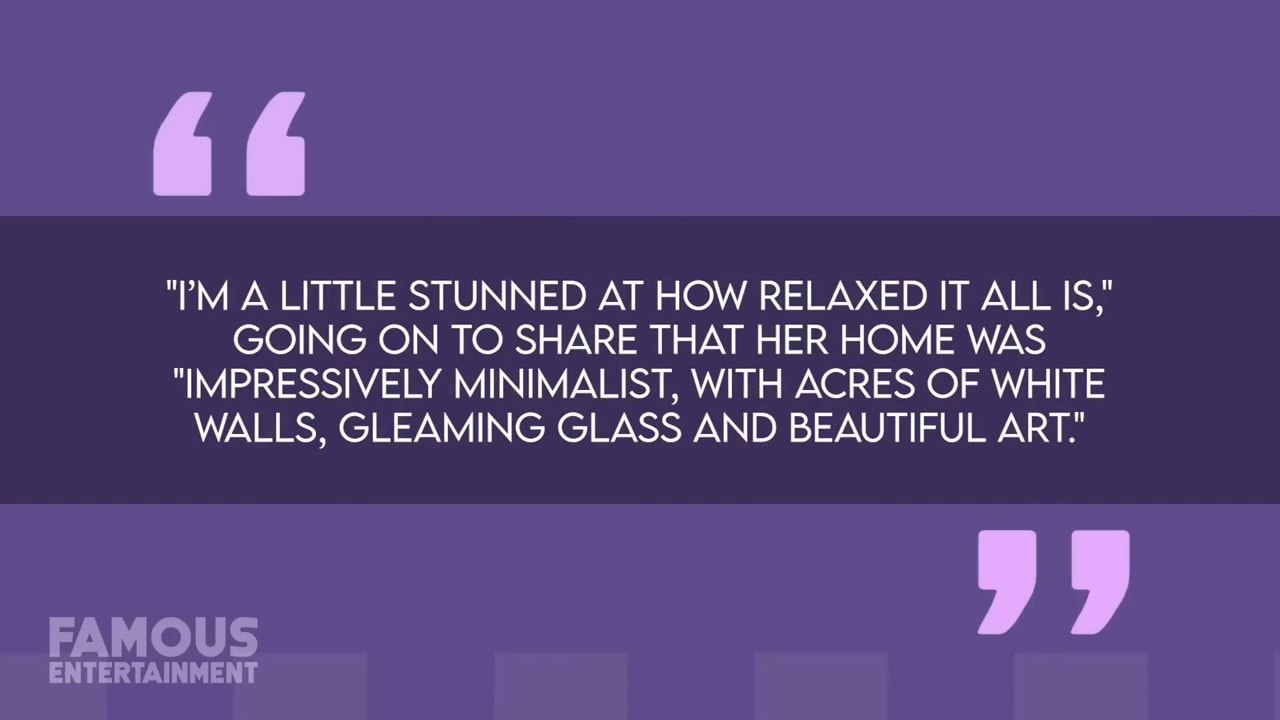 "I’M A LITTLE STUNNED AT HOW RELAXED IT ALL IS,"
GOING ON TO SHARE THAT HER HOME WAS
"IMPRESSIVELY MINIMALIST, WITH ACRES OF WHITE
WALLS, GLEAMING GLASS AND BEAUTIFUL ART."
FAMOUS
ENTERTAINMENT